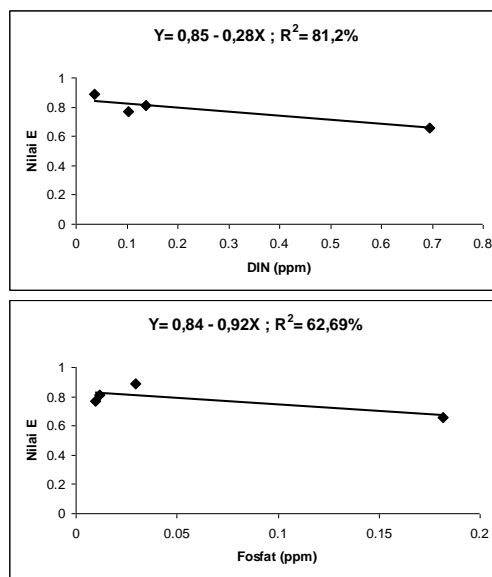 Y= 0,85 - 0,28X ; R²= 81,2%
1
0.8
0.6
0.4
0.2
0
Nilai E
0 0.1 0.2 0.3 0.4 0.5 0.6 0.7 0.8
DIN (ppm)
Y= 0,84 - 0,92X ; R²= 62,69%
1
0.8
0.6
0.4
0.2
0
Nilai E
0 0.05 0.1 0.15 0.2
Fosfat (ppm)